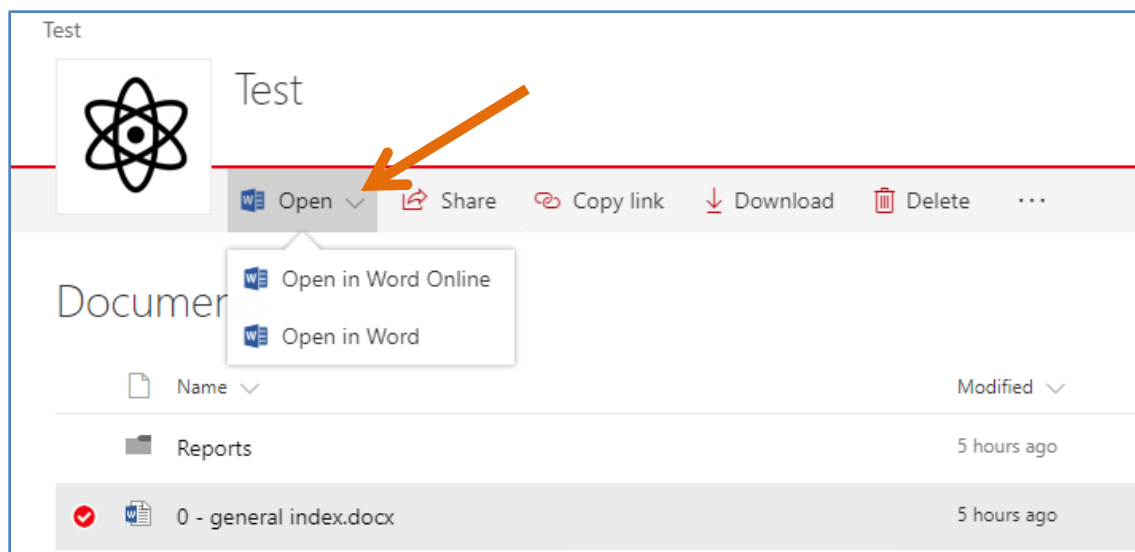 Test
Test
Open Share Copy link Download Delete ...
Open in Word Online
Documen
Open in Word
Name Modified
Reports 5 hours ago
0 - general index.docx 5 hours ago